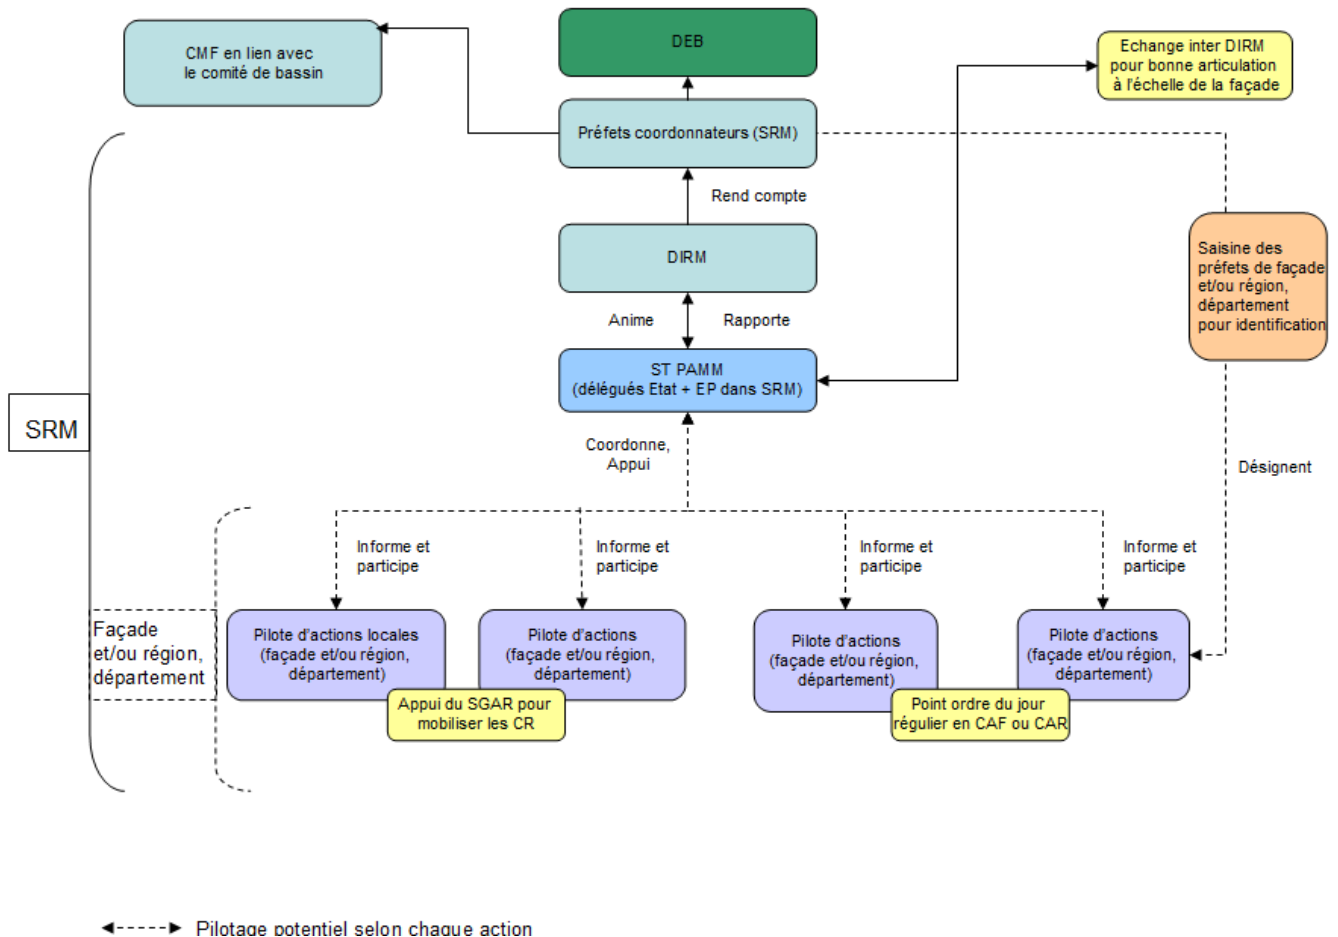 DEB
CMF en lien avec
le comité de bassin
Echange inter DIRM
pour bonne articulation
à l'échelle de la façade
Préfets coordonnateurs (SRM)
Rend compte
DIRM
Saisine des
préfets de façade
et/ou région,
département
pour identification
Anime
Rapporte
ST PAMM
(délégués Etat + EP dans SRM)
SRM
Coordonne,
Appui
Désignent
Informe et
participe
Informe et
participe
Informe et
participe
Informe et
participe
Façade
et/ou région,
département
Pilote d'actions locales
(façade et/ou région,
département)
Pilote d'actions
(façade et/ou région,
département)
Pilote d'actions
(façade et/ou région,
département)
Pilote d'actions
(façade et/ou région,
département)
Appui du SGAR pour
mobiliser les CR
Point ordre du jour
régulier en CAF ou CAR
Pilotage potentiel selon chaque action